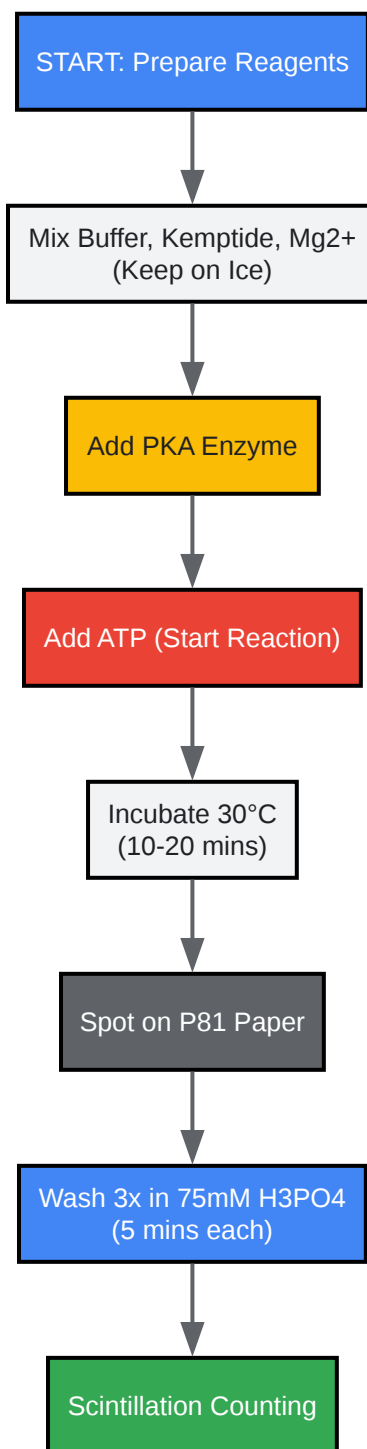 START: Prepare Reagents
Mix Buffer, Kemptide, Mg2+
(Keep on Ice)
Add PKA Enzyme
Add ATP (Start Reaction)
Incubate 30°C
(10-20 mins)
Spot on P81 Paper
Wash 3x in 75mM H3PO4
(5 mins each)
Scintillation Counting